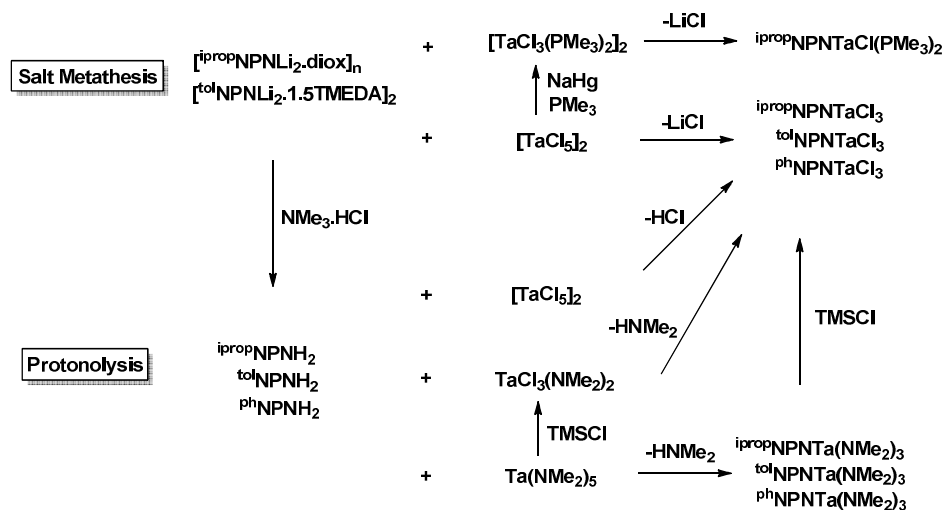 -LiCl
[ipropNPNLi2.diox]n + [TaCl3(PMe3)2]2 ipropNPNTaCl(PMe3)2
Salt Metathesis
[tolNPNLi2.1.5TMEDA]2
NaHg
PMe3
ipropNPNTaCl3
-LiCl
+ [TaCl5]2 tolNPNTaCl3
phNPNTaCl3
NMe3.HCl
-HCl
+ [TaCl5]2
-HNMe2
TMSCl
Protonolysis
ipropNPNH2
tolNPNH2 + TaCl3(NMe2)2
phNPNH2
TMSCl
-HNMe2
+ Ta(NMe2)5
ipropNPNTa(NMe2)3
tolNPNTa(NMe2)3
phNPNTa(NMe2)3